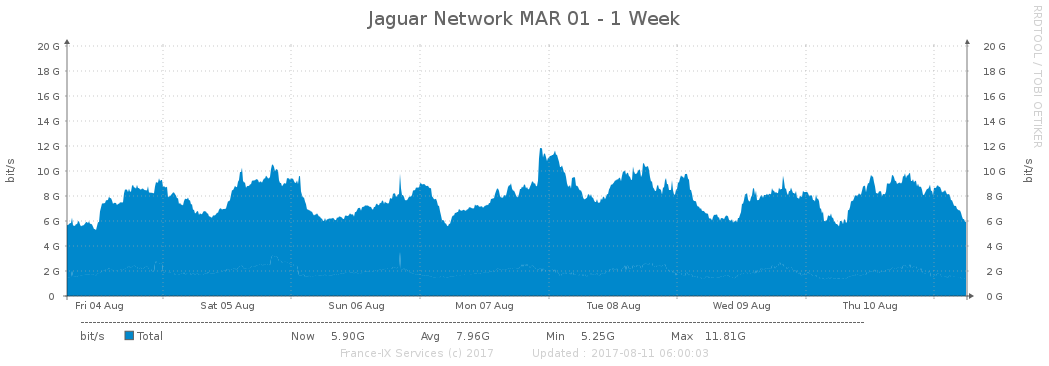 Jaguar Network MAR 01 - 1 Week
RRDTOOL / TOBI OETIKER
bit/s
20 G 20 G
18 G 18 G
16 G 16 G
14 G 14 G
12 G 12 G
10 G 10 G
8 G 8 G
6 G 6 G
4 G 4 G
2 G 2 G
0 0 G
bit/s
Fri 04 Aug Sat 05 Aug Sun 06 Aug Mon 07 Aug Tue 08 Aug Wed 09 Aug Thu 10 Aug
bit/s Total Now 5.90G Avg 7.96G Min 5.25G Max 11.81G
France-IX Services (c) 2017 Updated : 2017-08-11 06:00:03